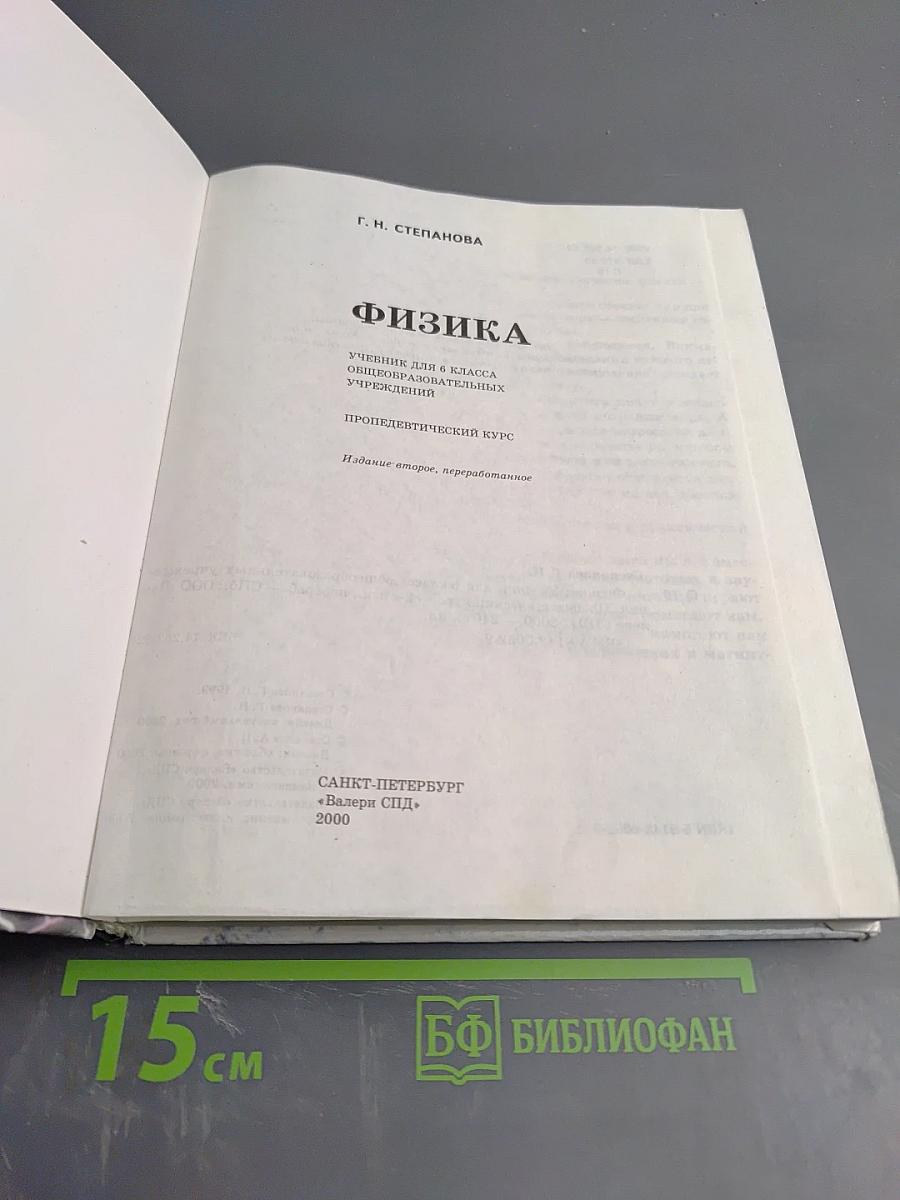 Г. Н. СТЕПАНОВА
ФИЗИКА
УЧЕБНИК ДЛЯ 6 КЛАССА
ОБЩЕОБРАЗОВАТЕЛЬНЫХ
УЧРЕЖДЕНИЙ
ПРОПЕДЕВТИЧЕСКИЙ КУРС
Издание второе, переработанное
САНКТ-ПЕТЕРБУРГ
«Валери СПД»
2000
15 см
БФ БИБЛИОФАН